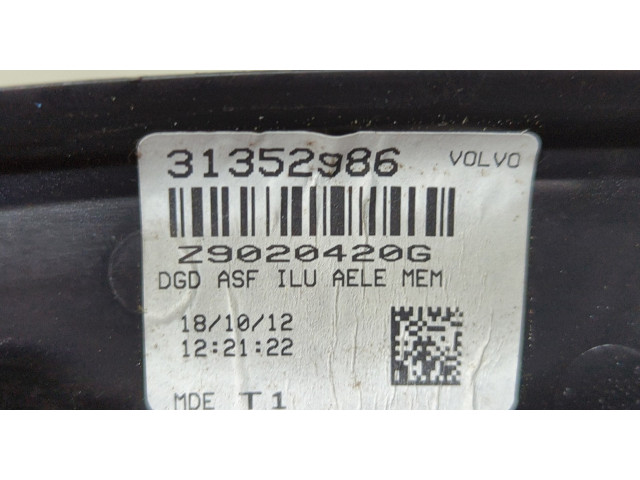 31352986 VOLVO
Z9020420G
DGD ASF ILU AELE MEM
18/10/12
12:21:22
MDE T1